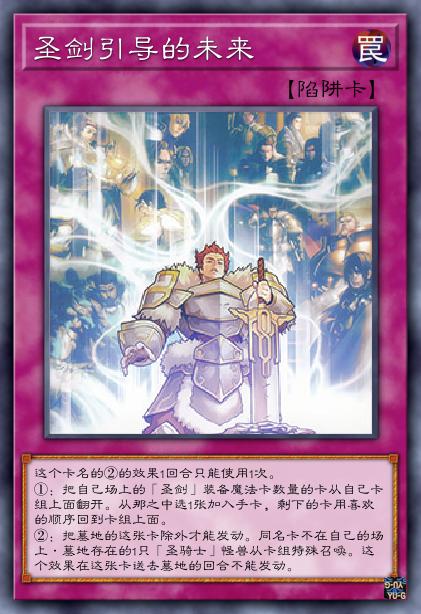 圣剑引导的未来
罠
【陷阱卡】
这个卡名的②的效果1回合只能使用1次。
①：把自己场上的「圣剑」装备魔法卡数量的卡从自己卡
组上面翻开。从那之中选1张加入手卡，剩下的卡用喜欢
的顺序回到卡组上面。
②：把墓地的这张卡除外才能发动。同名卡不在自己的场
上·墓地存在的1只「圣骑士」怪兽从卡组特殊召唤。这
个效果在这张卡送去墓地的回合不能发动。